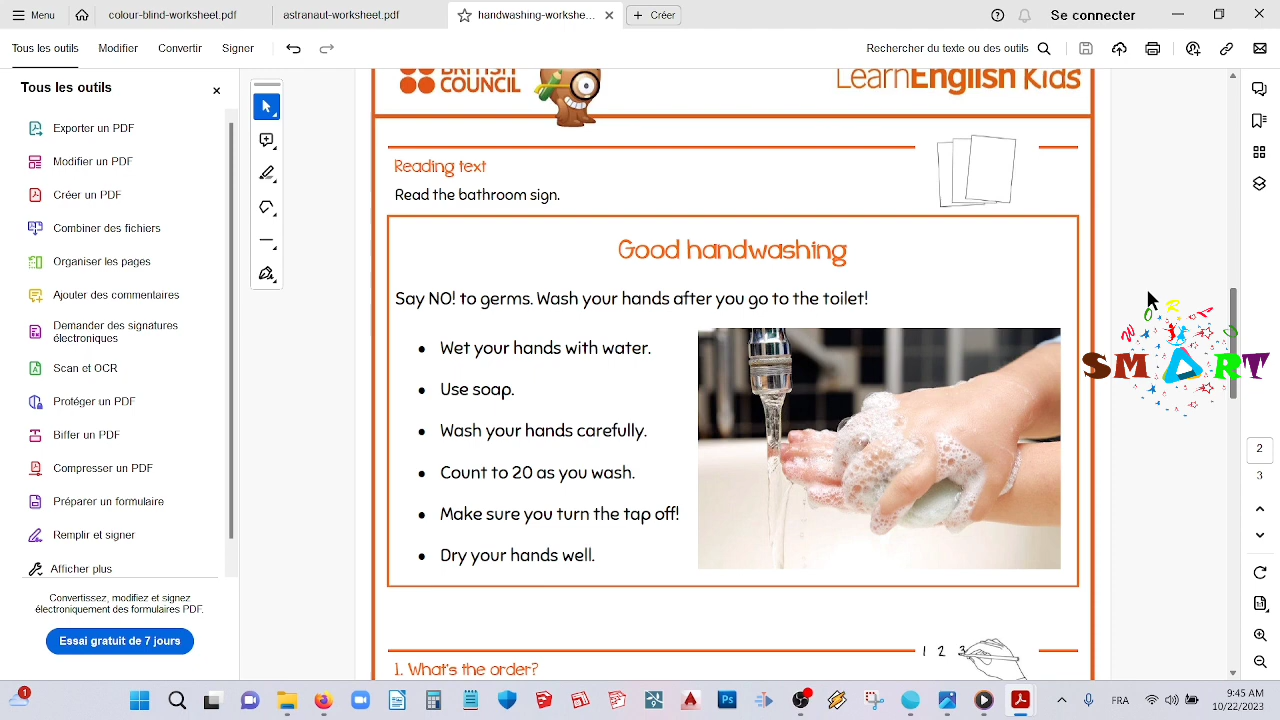 Menu
colour-blind-worksheet.pdf
astranaut-worksheet.pdf
handwashing-workshe...
Créer
Se connecter
Tous les outils
Modifier
Convertir
Signer
Rechercher du texte ou des outils
Tous les outils
Exporter un PDF
Modifier un PDF
Créer un PDF
Combiner des fichiers
Organiser les pages
Ajouter des commentaires
Demander des signatures
électroniques
Scan et OCR
Protéger un PDF
Biffer un PDF
Compresser un PDF
Préparer un formulaire
Remplir et signer
Afficher plus
Convertissez, modifiez et signez
électroniquement des formulaires PDF.
Essai gratuit de 7 jours
BRITISH
COUNCIL
LearnEnglish Kids
Reading text
Read the bathroom sign.
Good handwashing
Say NO! to germs. Wash your hands after you go to the toilet!
• Wet your hands with water.
• Use soap.
• Wash your hands carefully.
• Count to 20 as you wash.
• Make sure you turn the tap off!
• Dry your hands well.
1 2 3
1. What's the order?
SMART
2
3
1
FRA
9:45 AM
10/22/2023